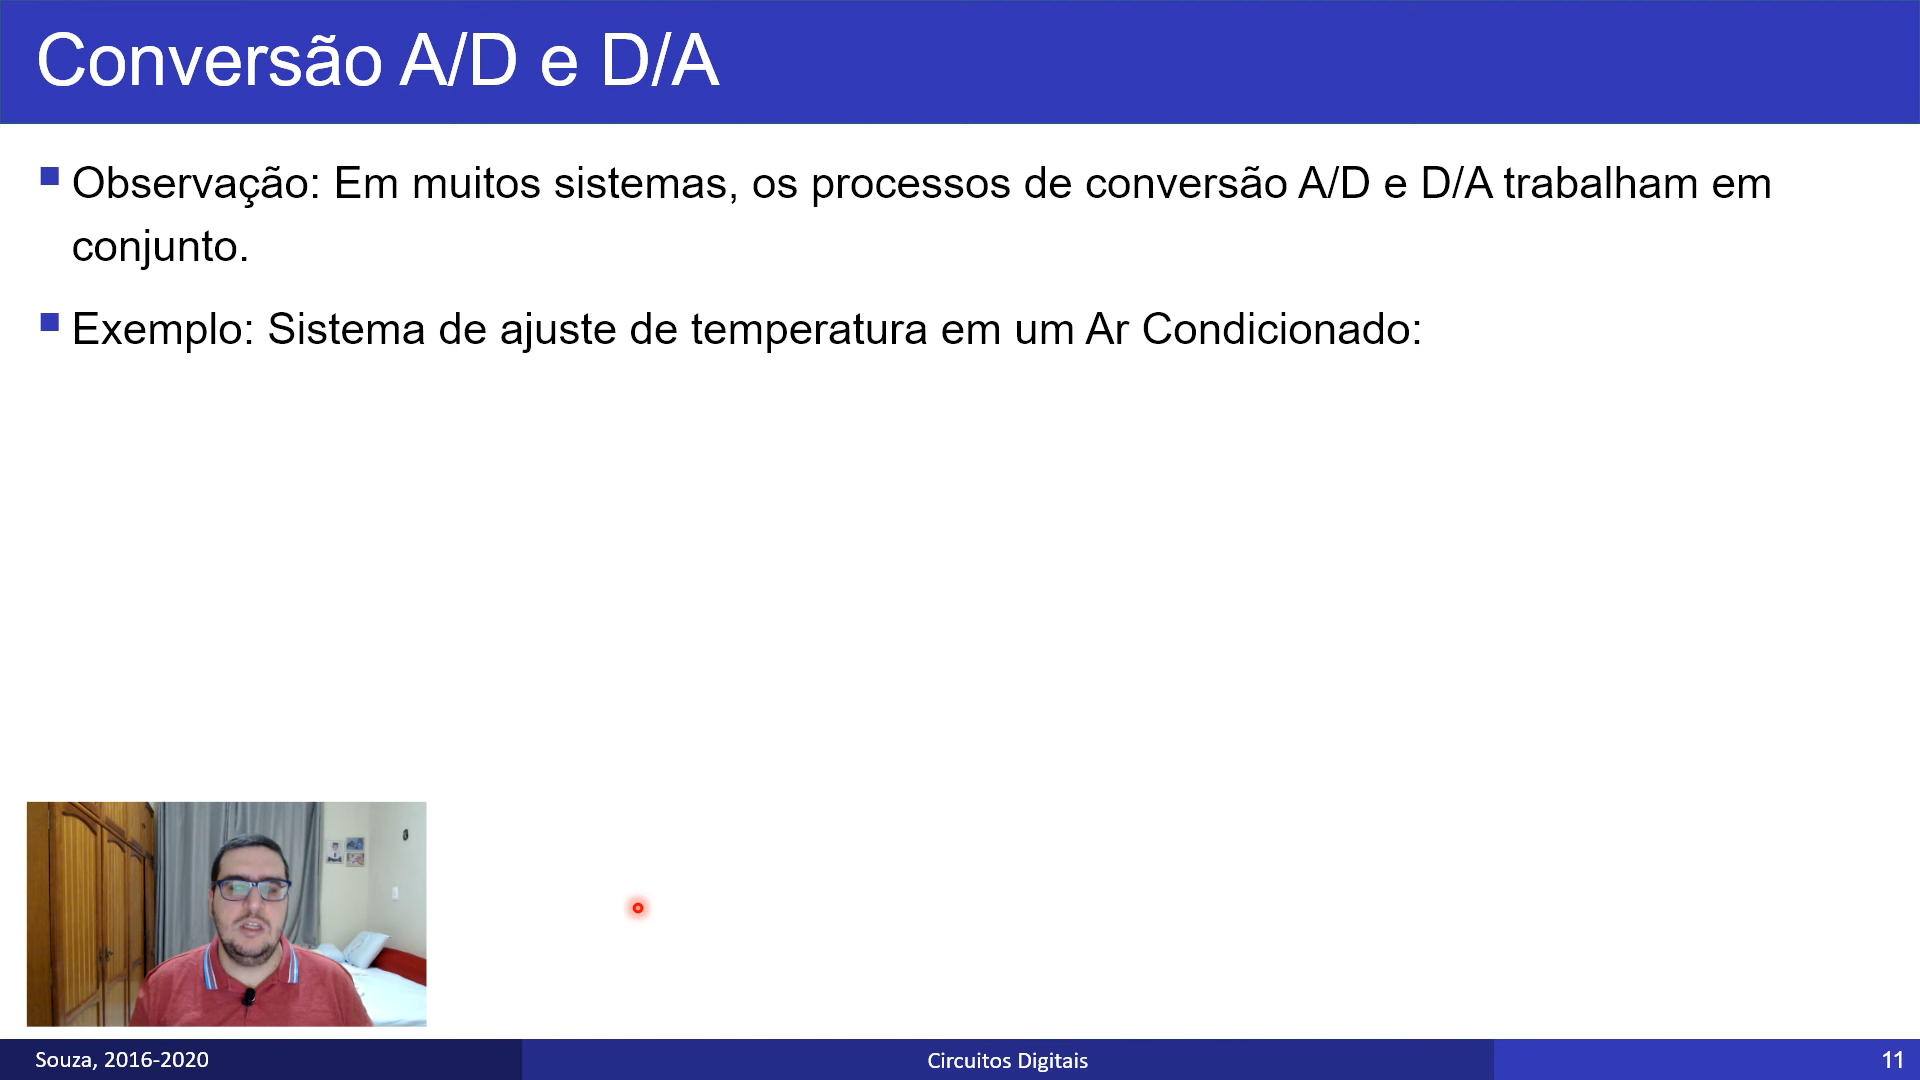 Conversão A/D e D/A
Observação: Em muitos sistemas, os processos de conversão A/D e D/A trabalham em
conjunto.
Exemplo: Sistema de ajuste de temperatura em um Ar Condicionado:
Souza, 2016-2020
Circuitos Digitais
11